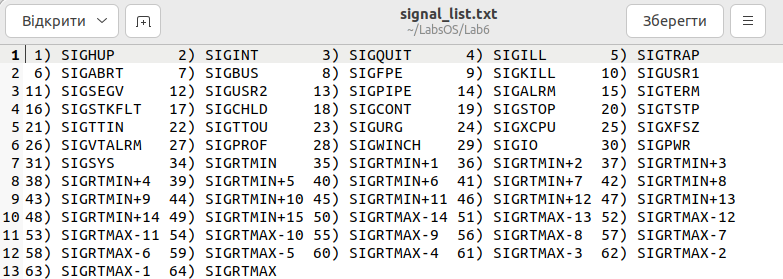 Відкрити signal_list.txt Зберегти
~/LabsOS/Lab6
1 1) SIGHUP 2) SIGINT 3) SIGQUIT 4) SIGILL 5) SIGTRAP
2 6) SIGABRT 7) SIGBUS 8) SIGFPE 9) SIGKILL 10) SIGUSR1
3 11) SIGSEGV 12) SIGUSR2 13) SIGPIPE 14) SIGALRM 15) SIGTERM
4 16) SIGSTKFLT 17) SIGCHLD 18) SIGCONT 19) SIGSTOP 20) SIGTSTP
5 21) SIGTTIN 22) SIGTTOU 23) SIGURG 24) SIGXCPU 25) SIGXFSZ
6 26) SIGVTALRM 27) SIGPROF 28) SIGWINCH 29) SIGIO 30) SIGPWR
7 31) SIGSYS 34) SIGRTMIN 35) SIGRTMIN+1 36) SIGRTMIN+2 37) SIGRTMIN+3
8 38) SIGRTMIN+4 39) SIGRTMIN+5 40) SIGRTMIN+6 41) SIGRTMIN+7 42) SIGRTMIN+8
9 43) SIGRTMIN+9 44) SIGRTMIN+10 45) SIGRTMIN+11 46) SIGRTMIN+12 47) SIGRTMIN+13
10 48) SIGRTMIN+14 49) SIGRTMIN+15 50) SIGRTMAX-14 51) SIGRTMAX-13 52) SIGRTMAX-12
11 53) SIGRTMAX-11 54) SIGRTMAX-10 55) SIGRTMAX-9 56) SIGRTMAX-8 57) SIGRTMAX-7
12 58) SIGRTMAX-6 59) SIGRTMAX-5 60) SIGRTMAX-4 61) SIGRTMAX-3 62) SIGRTMAX-2
13 63) SIGRTMAX-1 64) SIGRTMAX